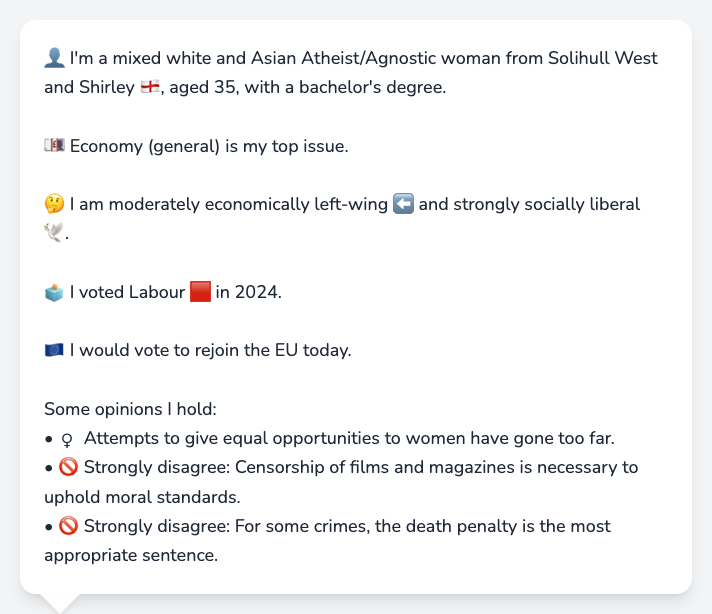 👤 I'm a mixed white and Asian Atheist/Agnostic woman from Solihull West
and Shirley 🏴󠁧󠁢󠁥󠁮󠁧󠁿, aged 35, with a bachelor's degree.
💷 Economy (general) is my top issue.
🤔 I am moderately economically left-wing ⬅️ and strongly socially liberal
🕊️.
🗳️ I voted Labour 🟥 in 2024.
🇪🇺 I would vote to rejoin the EU today.
Some opinions I hold:
• ♀ Attempts to give equal opportunities to women have gone too far.
• 🚫 Strongly disagree: Censorship of films and magazines is necessary to
uphold moral standards.
• 🚫 Strongly disagree: For some crimes, the death penalty is the most
appropriate sentence.